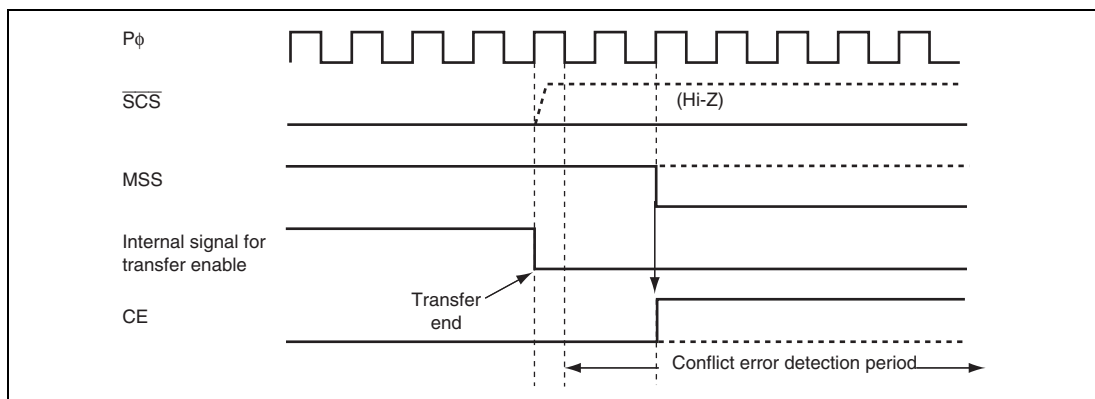 Pϕ
SCS
(Hi-Z)
MSS
Internal signal for
transfer enable
Transfer
end
CE
Conflict error detection period